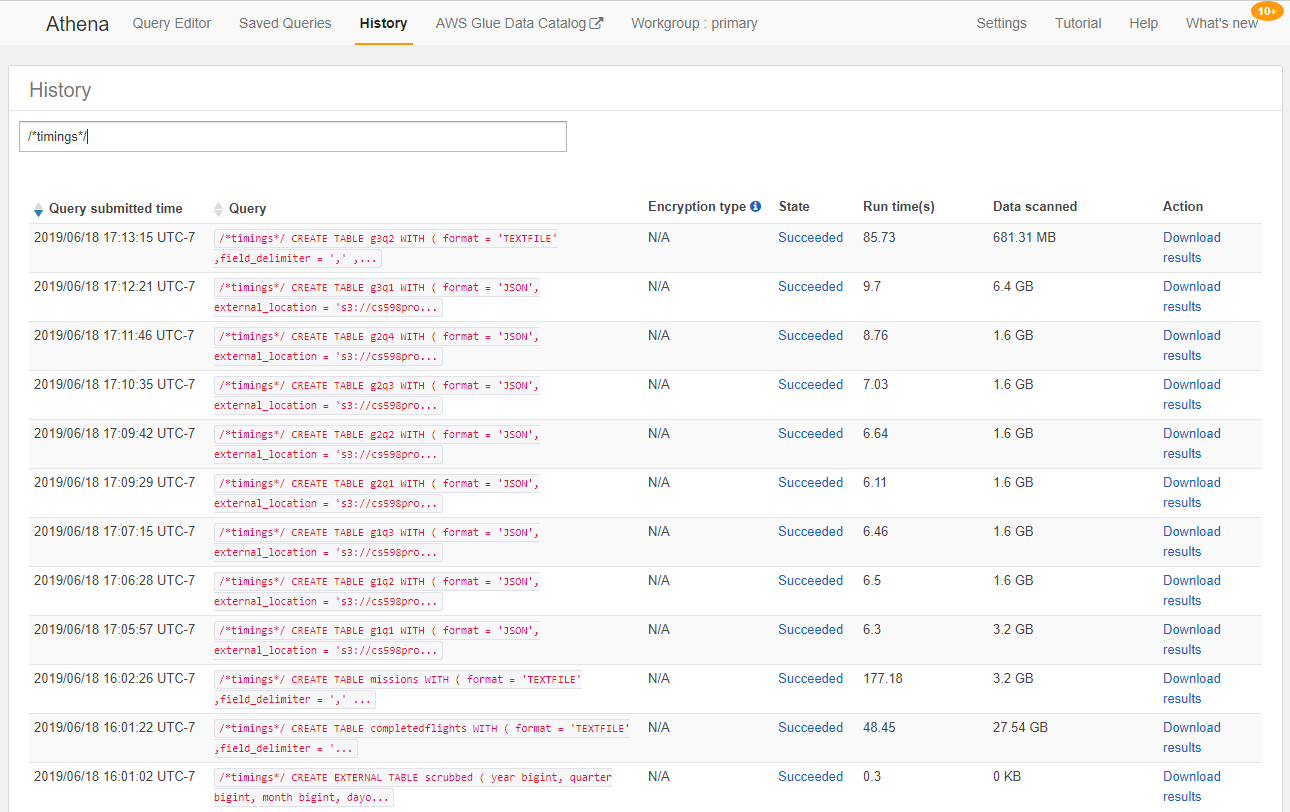 Athena Query Editor Saved Queries History AWS Glue Data Catalog Workgroup : primary Settings Tutorial Help What's new 10+
History
/*timings*/
Query submitted time Query Encryption type State Run time(s) Data scanned Action
2019/06/18 17:13:15 UTC-7 /*timings*/ CREATE TABLE g3q2 WITH ( format = 'TEXTFILE' N/A Succeeded 85.73 681.31 MB Download
,field_delimiter = ',' ,... results
2019/06/18 17:12:21 UTC-7 /*timings*/ CREATE TABLE g3q1 WITH ( format = 'JSON', N/A Succeeded 9.7 6.4 GB Download
external_location = 's3://cs598pro... results
2019/06/18 17:11:46 UTC-7 /*timings*/ CREATE TABLE g2q4 WITH ( format = 'JSON', N/A Succeeded 8.76 1.6 GB Download
external_location = 's3://cs598pro... results
2019/06/18 17:10:35 UTC-7 /*timings*/ CREATE TABLE g2q3 WITH ( format = 'JSON', N/A Succeeded 7.03 1.6 GB Download
external_location = 's3://cs598pro... results
2019/06/18 17:09:42 UTC-7 /*timings*/ CREATE TABLE g2q2 WITH ( format = 'JSON', N/A Succeeded 6.64 1.6 GB Download
external_location = 's3://cs598pro... results
2019/06/18 17:09:29 UTC-7 /*timings*/ CREATE TABLE g2q1 WITH ( format = 'JSON', N/A Succeeded 6.11 1.6 GB Download
external_location = 's3://cs598pro... results
2019/06/18 17:07:15 UTC-7 /*timings*/ CREATE TABLE g1q3 WITH ( format = 'JSON', N/A Succeeded 6.46 1.6 GB Download
external_location = 's3://cs598pro... results
2019/06/18 17:06:28 UTC-7 /*timings*/ CREATE TABLE g1q2 WITH ( format = 'JSON', N/A Succeeded 6.5 1.6 GB Download
external_location = 's3://cs598pro... results
2019/06/18 17:05:57 UTC-7 /*timings*/ CREATE TABLE g1q1 WITH ( format = 'JSON', N/A Succeeded 6.3 3.2 GB Download
external_location = 's3://cs598pro... results
2019/06/18 16:02:26 UTC-7 /*timings*/ CREATE TABLE missions WITH ( format = 'TEXTFILE' N/A Succeeded 177.18 3.2 GB Download
,field_delimiter = ',' ... results
2019/06/18 16:01:22 UTC-7 /*timings*/ CREATE TABLE completedflights WITH ( format = 'TEXTFILE' N/A Succeeded 48.45 27.54 GB Download
,field_delimiter = '... results
2019/06/18 16:01:02 UTC-7 /*timings*/ CREATE EXTERNAL TABLE scrubbed ( year bigint, quarter N/A Succeeded 0.3 0 KB Download
bigint, month bigint, dayo... results